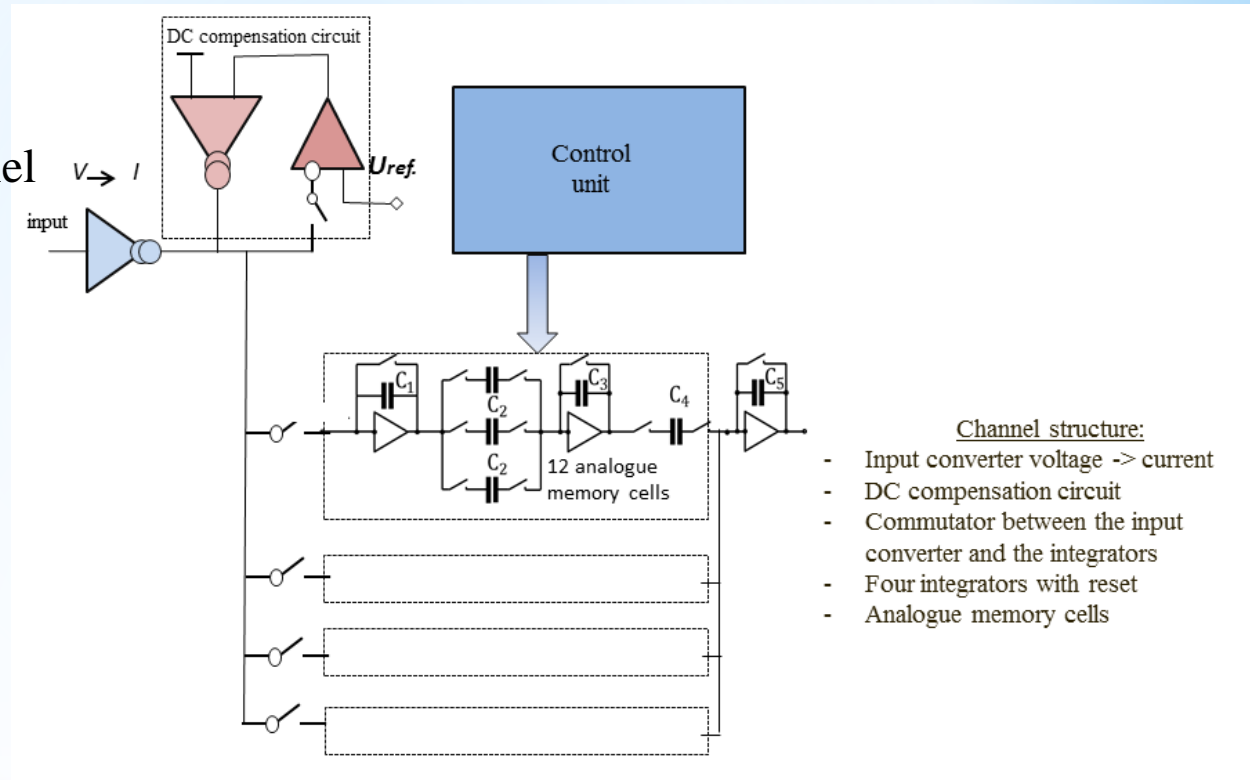 DC compensation circuit
el
V → I
Uref.
input
Control
unit
C1
C2
C2
C3
C4
C5
12 analogue
memory cells
Channel structure:
- Input converter voltage -> current
- DC compensation circuit
- Commutator between the input
converter and the integrators
- Four integrators with reset
- Analogue memory cells